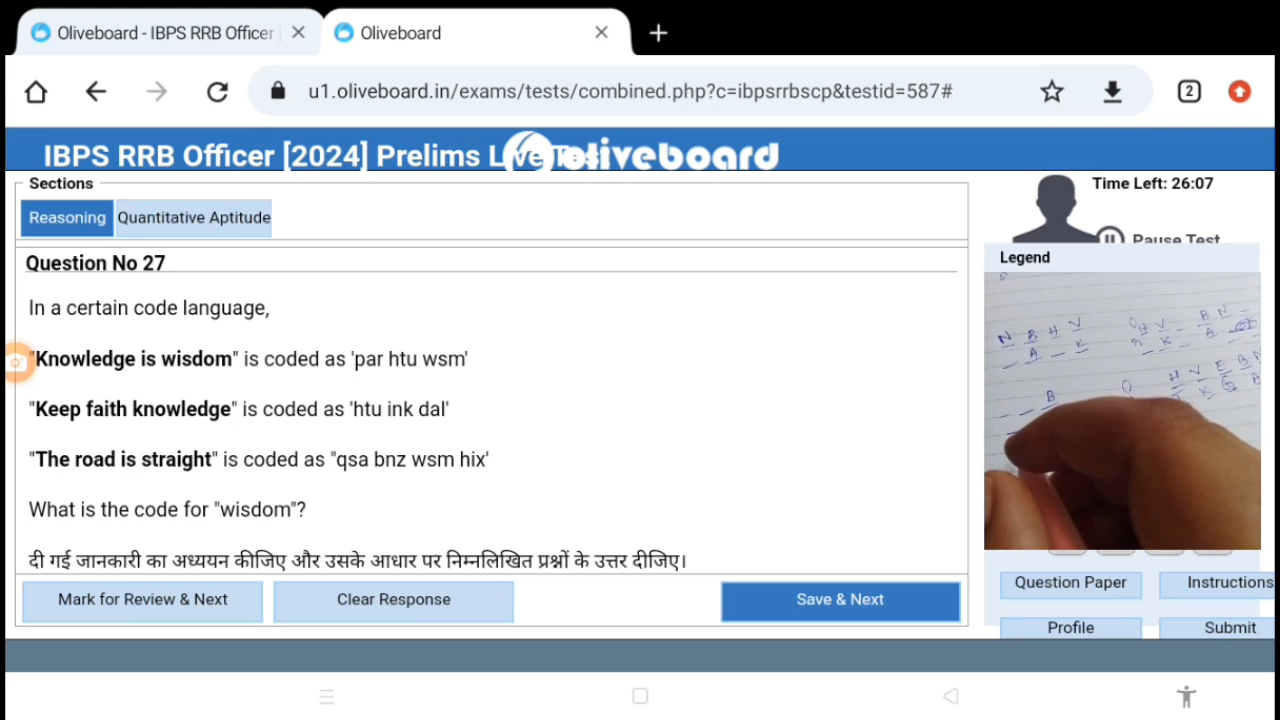 Oliveboard - IBPS RRB Officer
Oliveboard
u1.oliveboard.in/exams/tests/combined.php?c=ibpsrrbscp&testid=587#
2
IBPS RRB Officer [2024] Prelims Live Test
oliveboard
Sections
Reasoning
Quantitative Aptitude
Time Left: 26:07
Pause Test
Legend
Question No 27
In a certain code language,
"Knowledge is wisdom" is coded as 'par htu wsm'
"Keep faith knowledge" is coded as 'htu ink dal'
"The road is straight" is coded as "qsa bnz wsm hix'
What is the code for "wisdom"?
दी गई जानकारी का अध्ययन कीजिए और उसके आधार पर निम्नलिखित प्रश्नों के उत्तर दीजिए।
Mark for Review & Next
Clear Response
Save & Next
Question Paper
Instructions
Profile
Submit
N B H V
A K
B